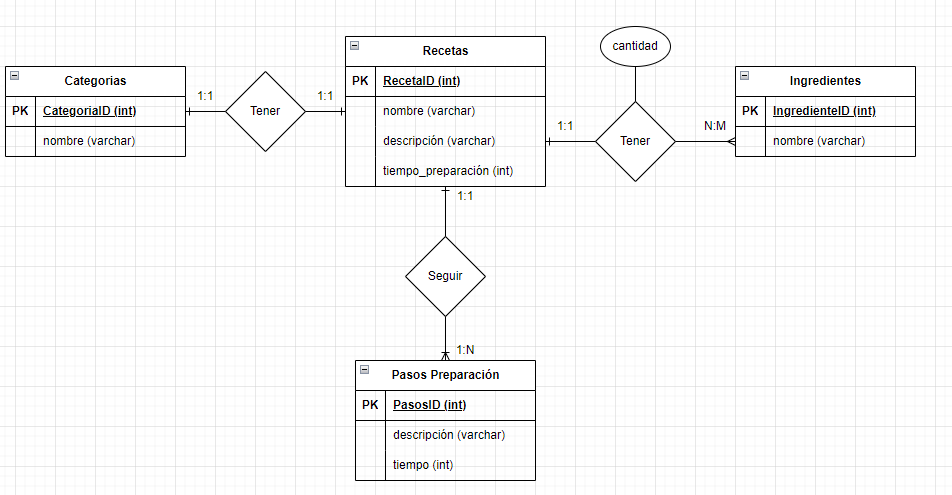 cantidad
Recetas
PK RecetaID (int)
nombre (varchar)
descripción (varchar)
tiempo_preparación (int)
Categorias
PK CategoriaID (int)
nombre (varchar)
1:1
Tener
1:1
1:1
Tener
N:M
Ingredientes
PK IngredienteID (int)
nombre (varchar)
1:1
Seguir
1:N
Pasos Preparación
PK PasosID (int)
descripción (varchar)
tiempo (int)